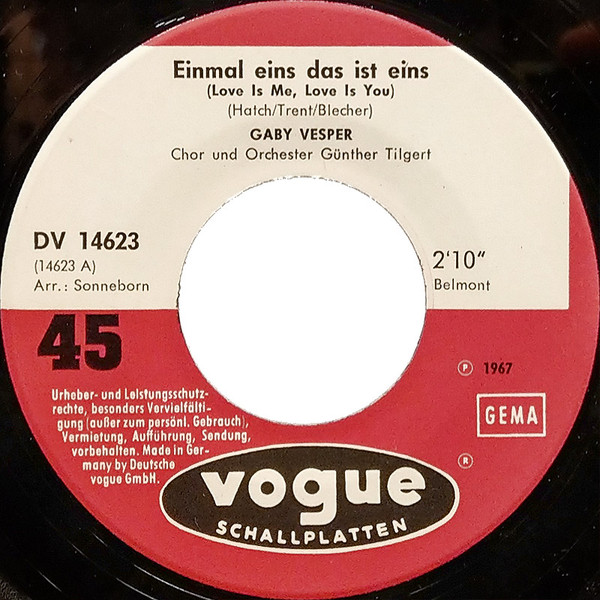 Einmal eins das ist eins
(Love Is Me, Love Is You)
(Hatch/Trent/Blecher)
GABY VESPER
Chor und Orchester Günther Tilgert
DV 14623
(14623 A)
Arr.: Sonneborn
2'10"
Belmont
45
℗ 1967
GEMA
Urheber- und Leistungsschutz-
rechte, besonders Vervielfälti-
gung (außer zum persönl. Gebrauch),
Vermietung, Aufführung, Sendung,
vorbehalten. Made in Ger-
many by Deutsche
vogue GmbH.
®
vogue
SCHALLPLATTEN